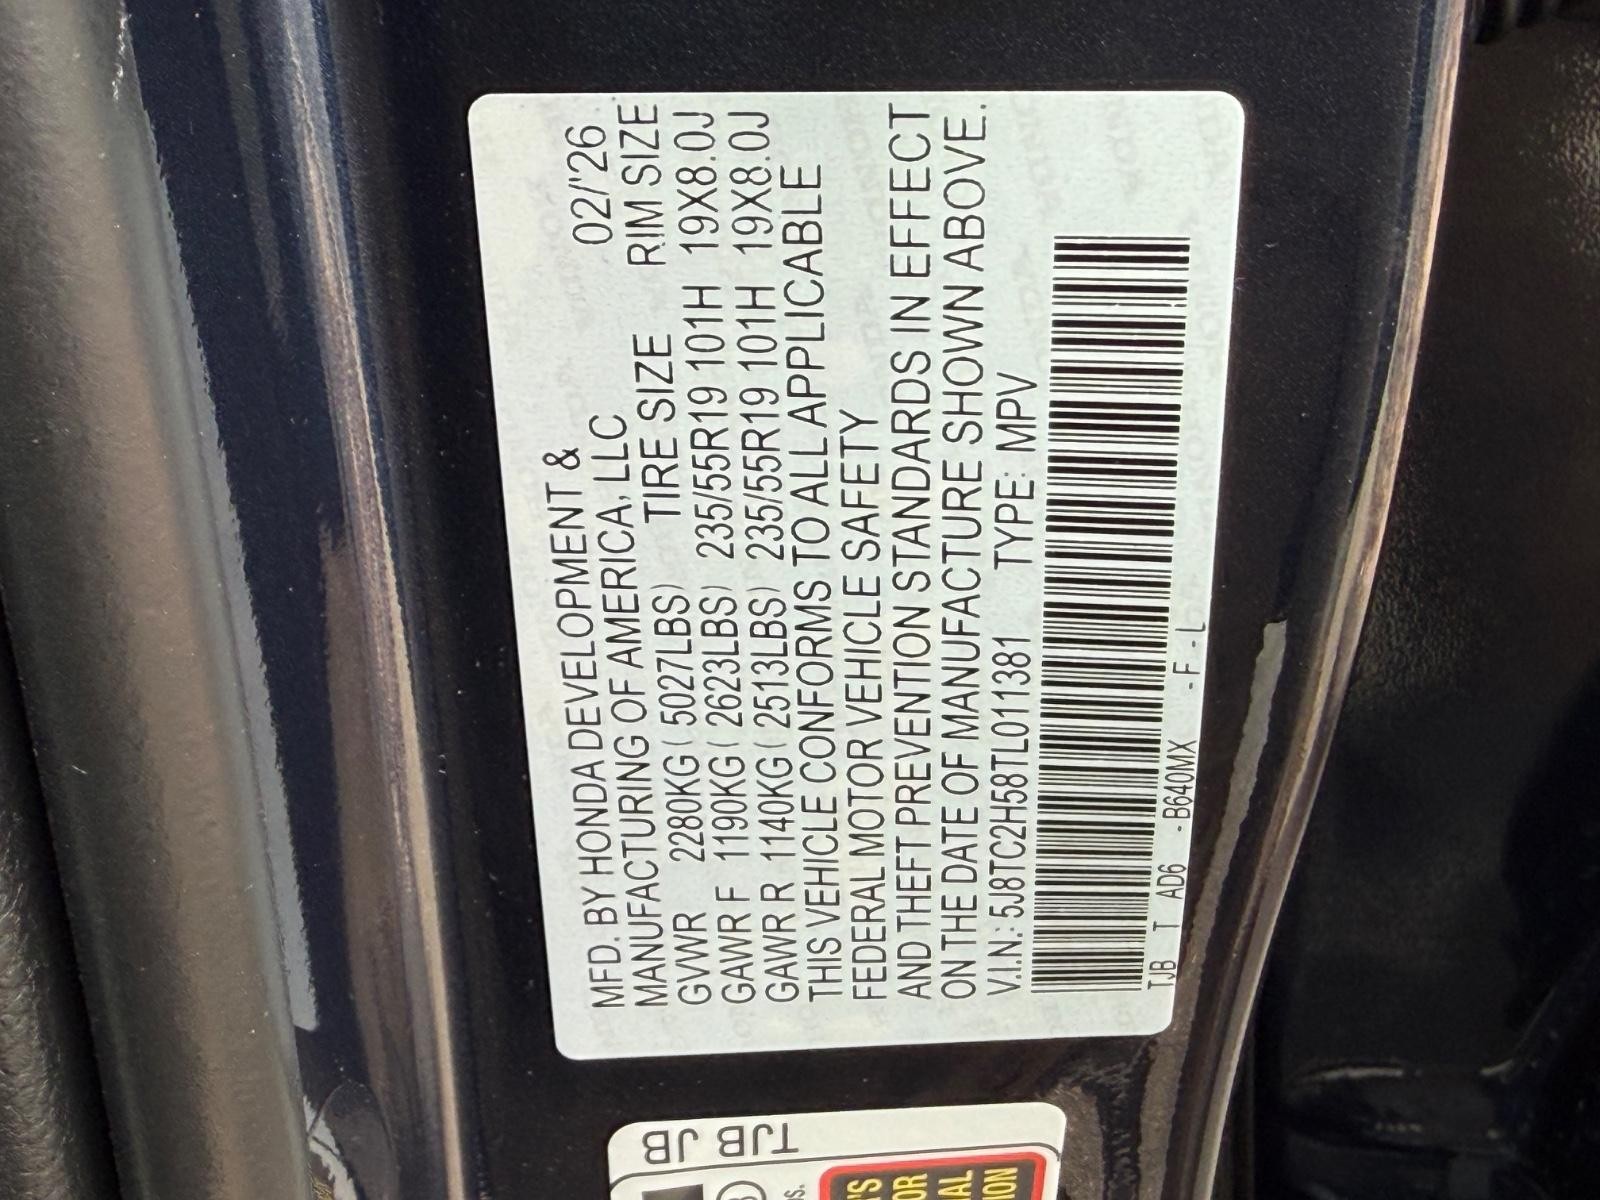 MFD. BY HONDA DEVELOPMENT & 02/'26
MANUFACTURING OF AMERICA, LLC RIM SIZE
GVWR 2280KG ( 5027LBS) TIRE SIZE
GAWR F 1190KG ( 2623LBS) 235/55R19 101H 19X8.0J
GAWR R 1140KG ( 2513LBS) 235/55R19 101H 19X8.0J
THIS VEHICLE CONFORMS TO ALL APPLICABLE
FEDERAL MOTOR VEHICLE SAFETY
AND THEFT PREVENTION STANDARDS IN EFFECT
ON THE DATE OF MANUFACTURE SHOWN ABOVE.
V.I.N.: 5J8TC2H58TL011381 TYPE: MPV
TJB T AD6 -B640MX -F -L
TJB
JB